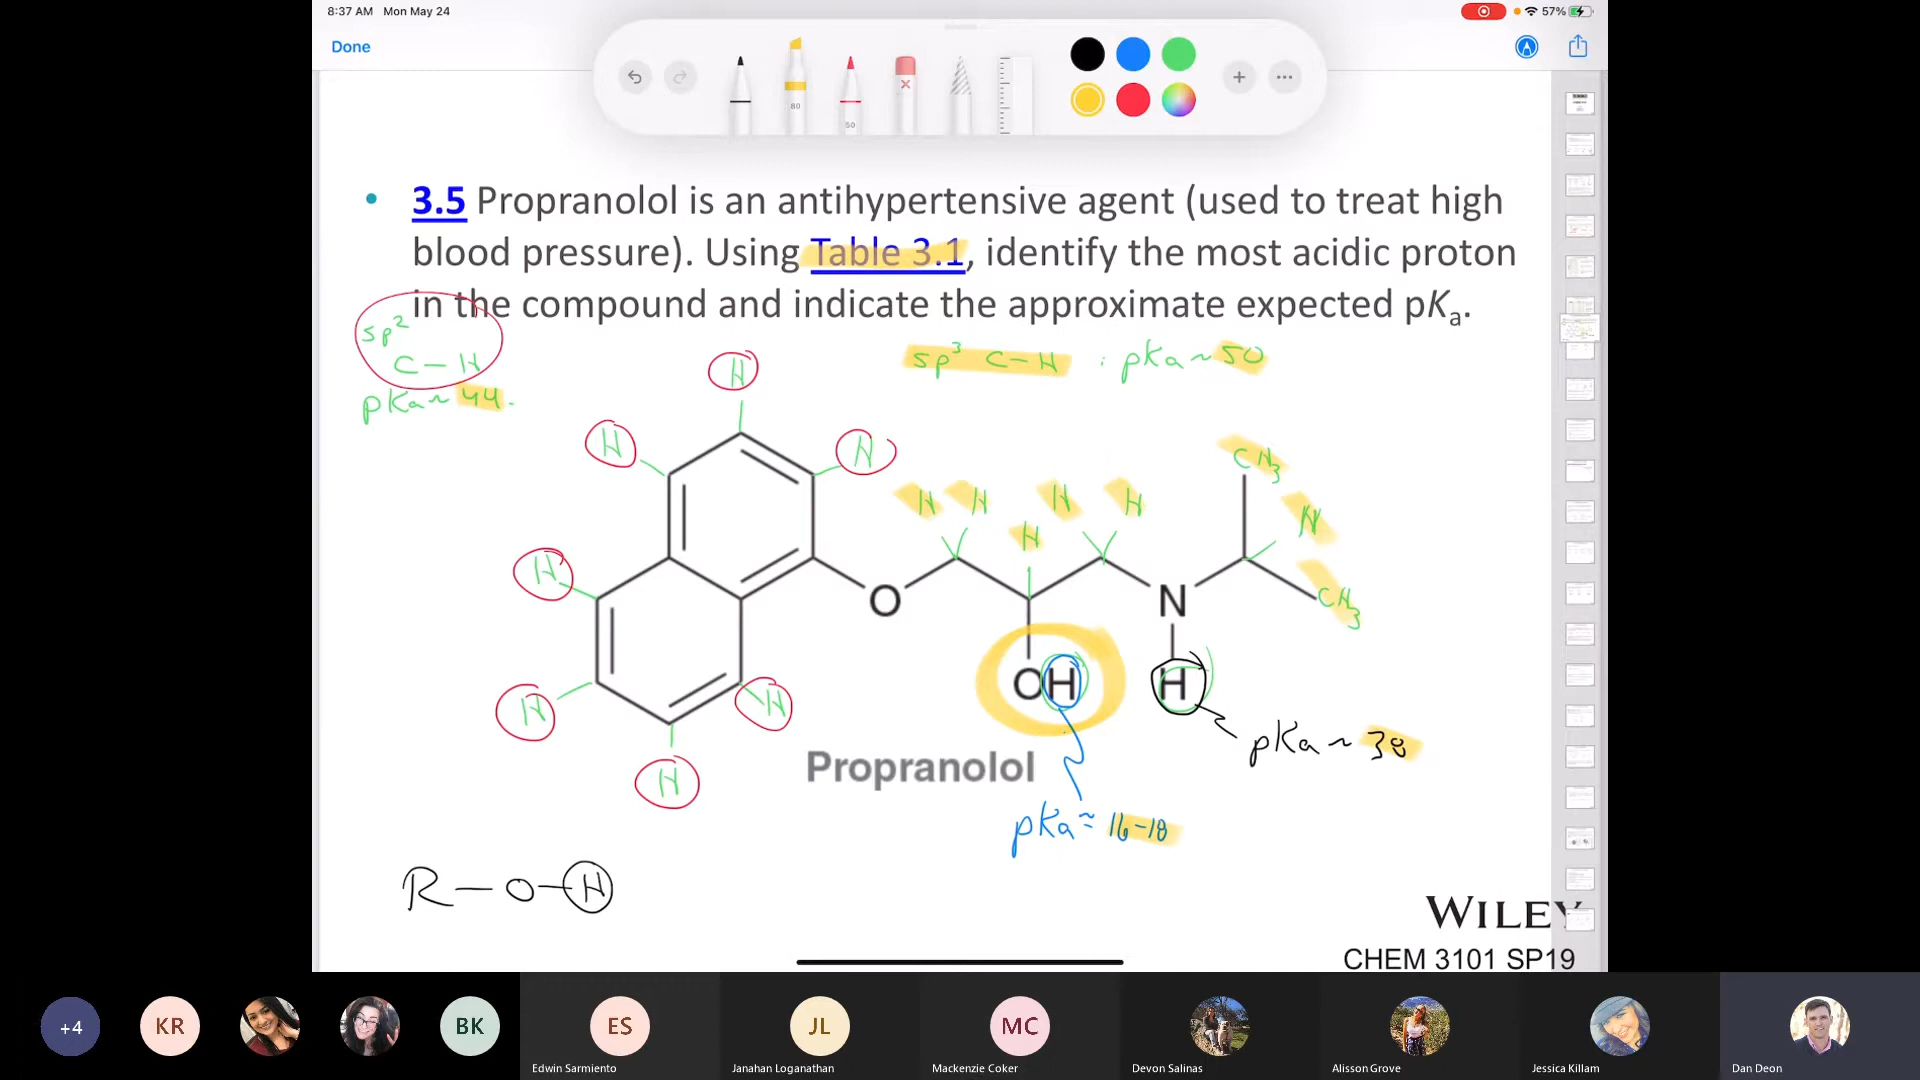 8:37 AM Mon May 24
57%
Done
80
50
• 3.5 Propranolol is an antihypertensive agent (used to treat high
blood pressure). Using Table 3.1, identify the most acidic proton
in the compound and indicate the approximate expected pKa.
sp²
C–H
pKa ~ 44.
sp³ C–H : pKa ~ 50
H
H
H
CH3
H
H
H
H
H
H
H
CH3
O
N
OH
H
H
H
H
pKa ~ 38
Propranolol
pKa ≈ 16–18
R–O–H
WILEY
CHEM 3101 SP19
+4
KR
BK
ES
JL
MC
Edwin Sarmiento
Janahan Loganathan
Mackenzie Coker
Devon Salinas
Alisson Grove
Jessica Killam
Dan Deon